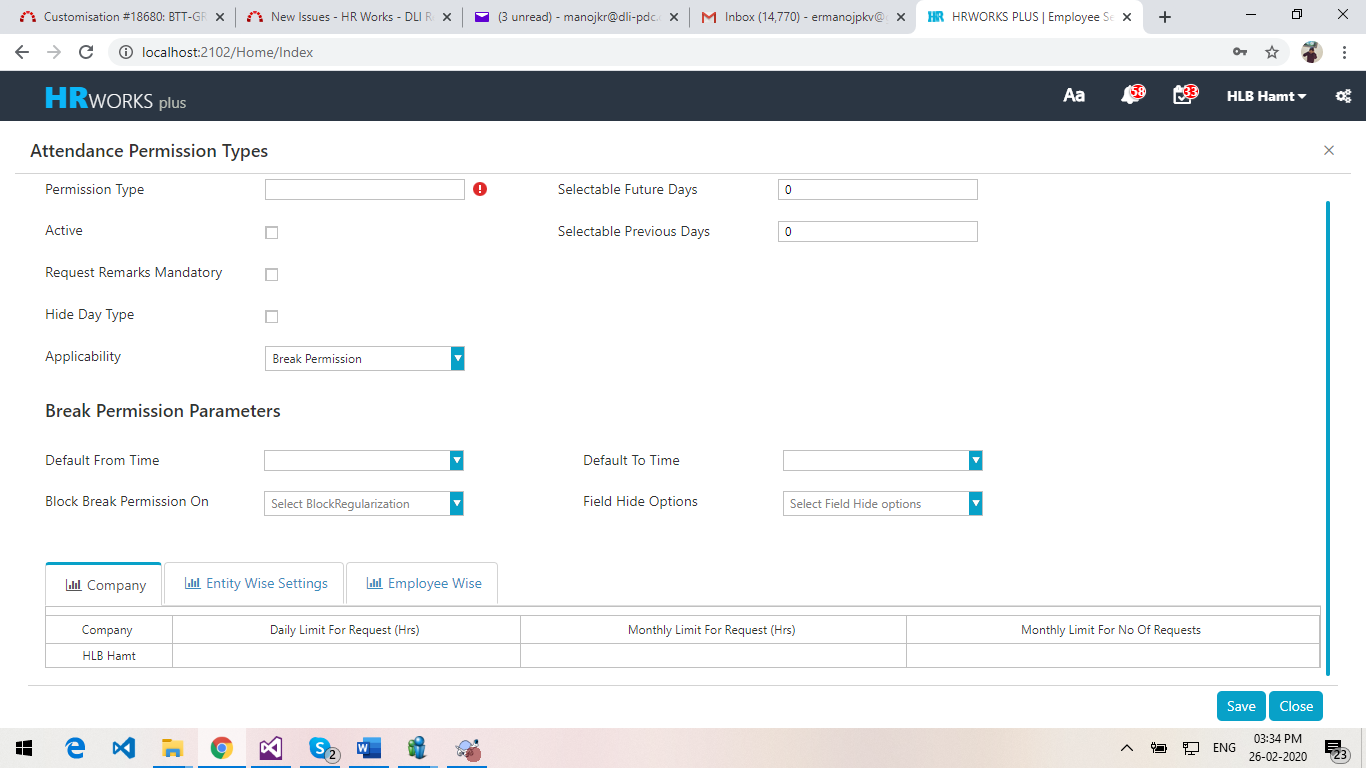 Customisation #18680: BTT-GR
New Issues - HR Works - DLI R
(3 unread) - manojkr@dli-pdc.
Inbox (14,770) - ermanojpkv@
HRWORKS PLUS | Employee Se
localhost:2102/Home/Index
HRWORKS plus
Aa
58
33
HLB Hamt
Attendance Permission Types
Permission Type
Selectable Future Days
0
Active
Selectable Previous Days
0
Request Remarks Mandatory
Hide Day Type
Applicability
Break Permission
Break Permission Parameters
Default From Time
Default To Time
Block Break Permission On
Select BlockRegularization
Field Hide Options
Select Field Hide options
Company
Entity Wise Settings
Employee Wise
Company
Daily Limit For Request (Hrs)
Monthly Limit For Request (Hrs)
Monthly Limit For No Of Requests
HLB Hamt
Save
Close
2
ENG
03:34 PM
26-02-2020
23